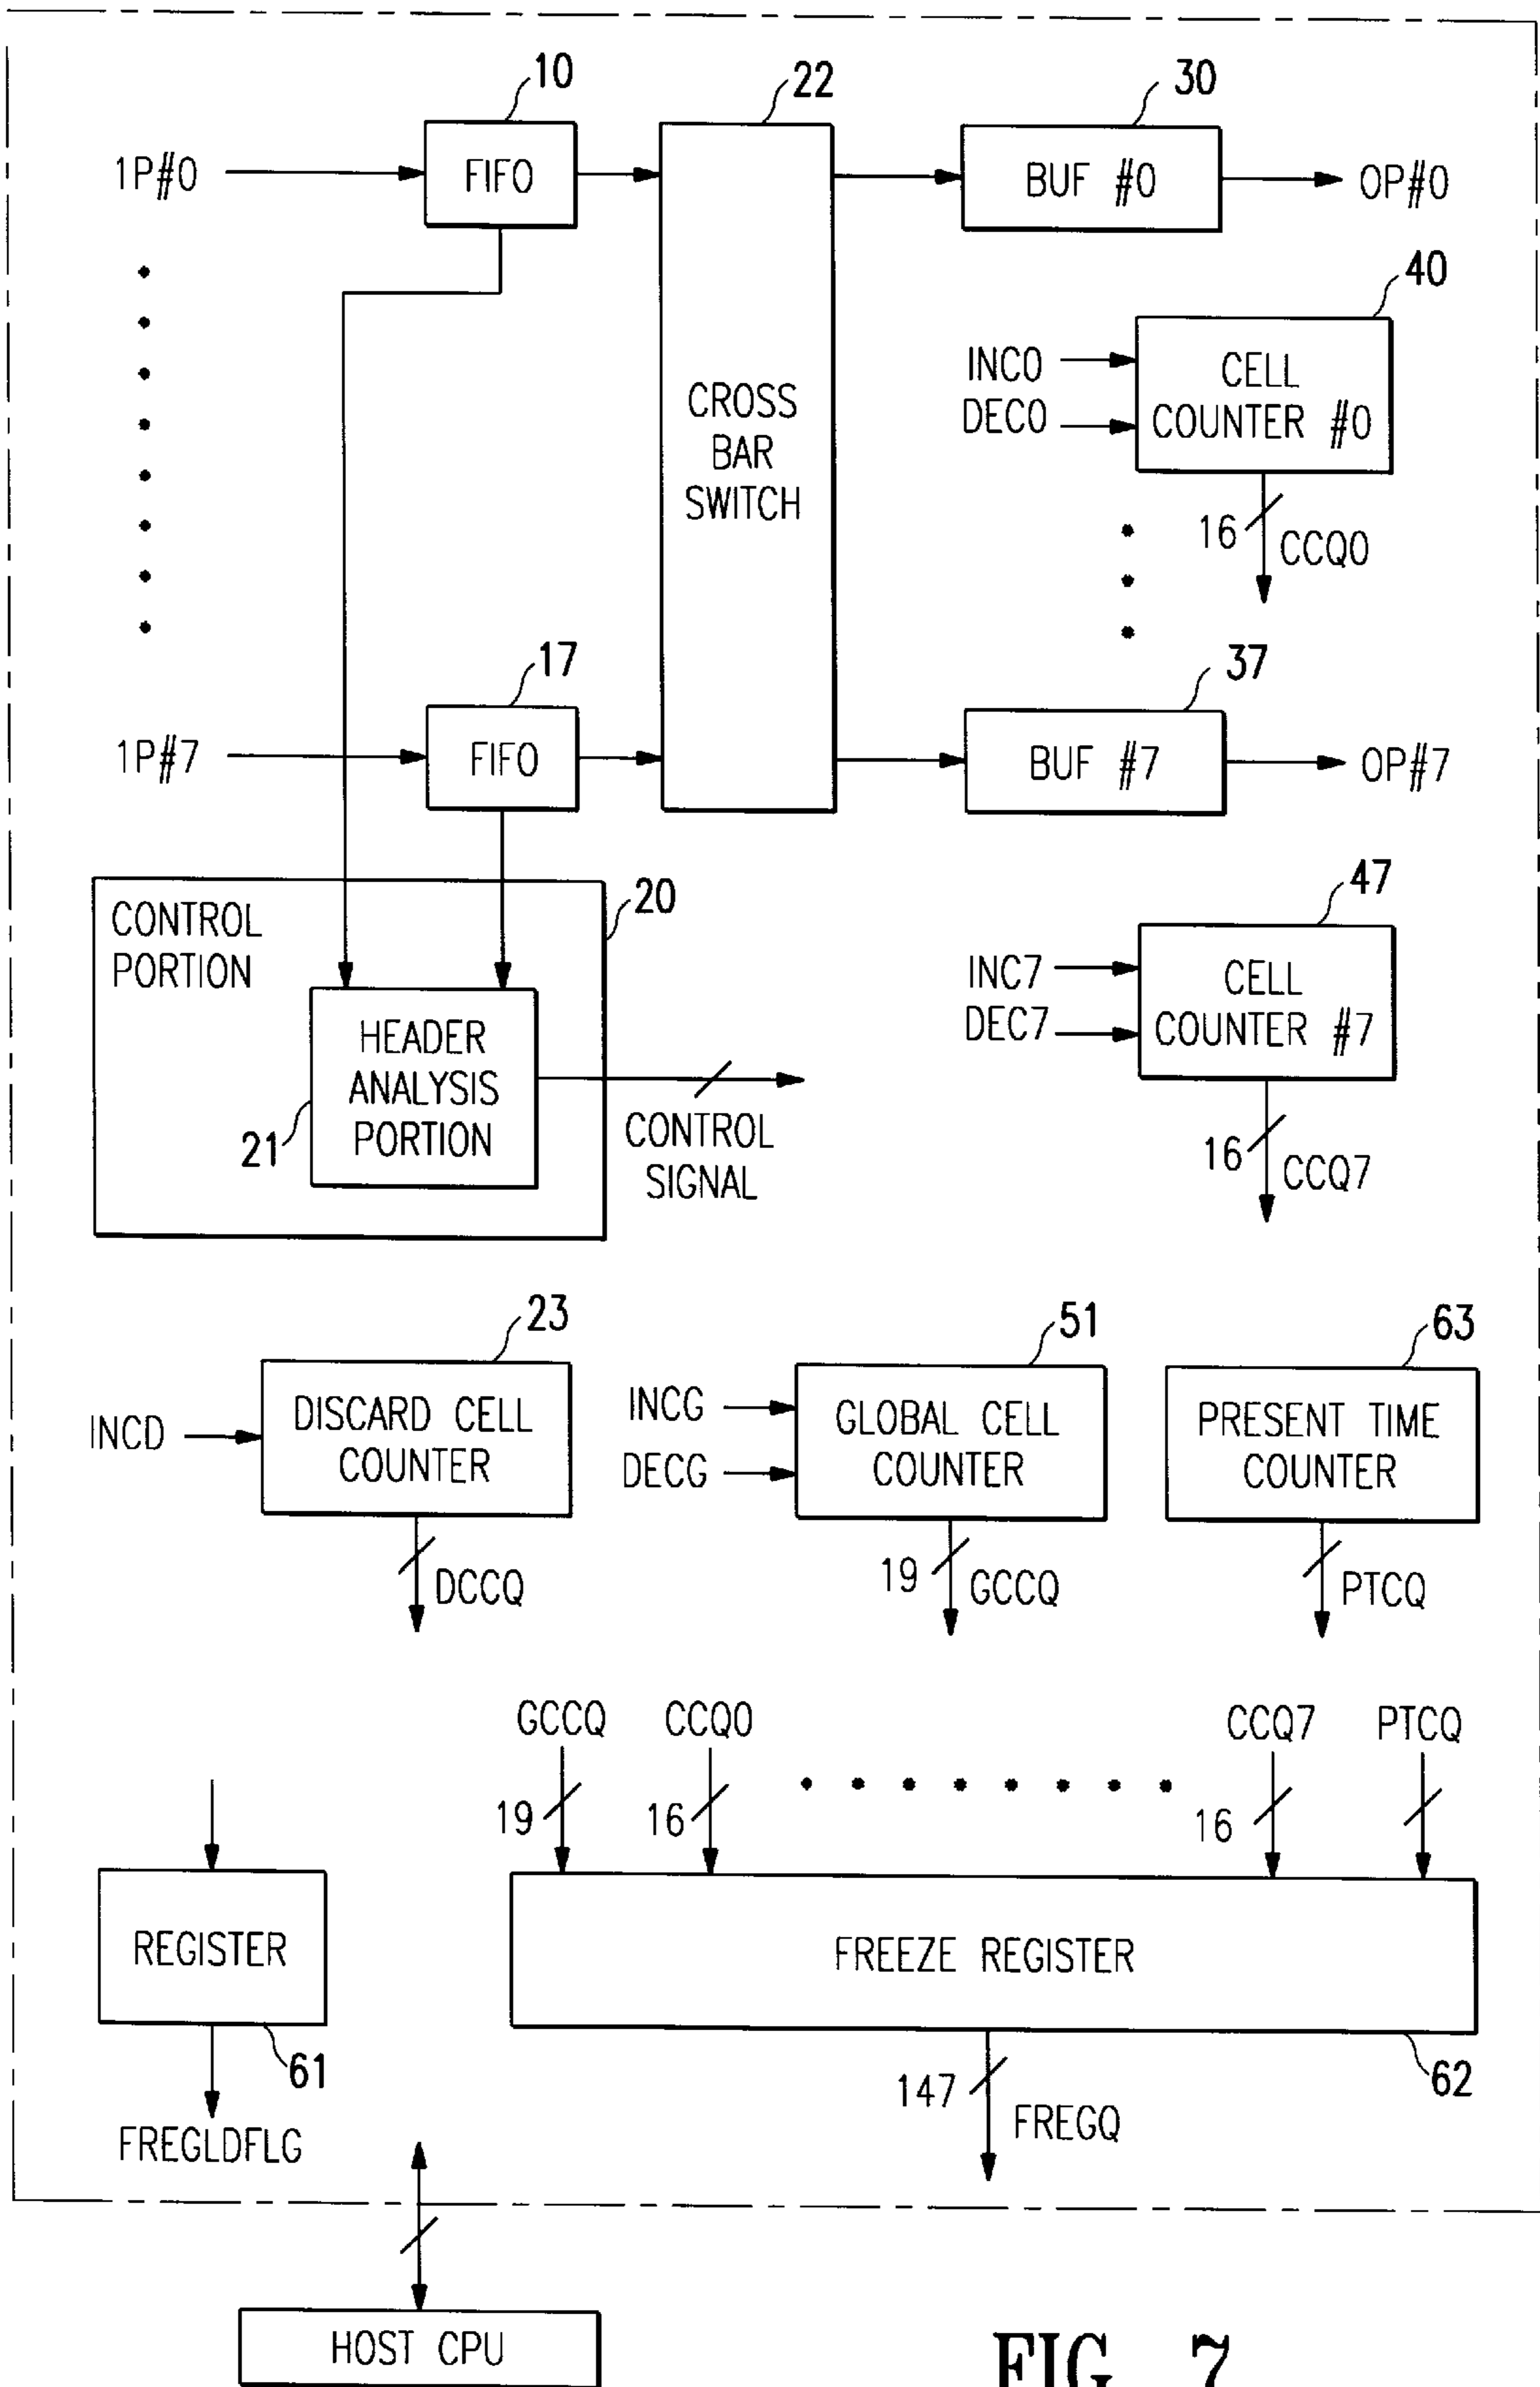 10
22
30
1P#0
FIFO
BUF #0
OP#0
40
INC0
DEC0
CELL
COUNTER #0
CROSS
BAR
SWITCH
16
CCQ0
17
37
1P#7
FIFO
BUF #7
OP#7
CONTROL
PORTION
20
47
HEADER
ANALYSIS
PORTION
21
CONTROL
SIGNAL
INC7
DEC7
CELL
COUNTER #7
16
CCQ7
23
51
63
INCD
DISCARD CELL
COUNTER
INCG
DECG
GLOBAL CELL
COUNTER
PRESENT TIME
COUNTER
DCCQ
19
GCCQ
PTCQ
GCCQ
CCQ0
CCQ7
PTCQ
19
16
16
REGISTER
FREEZE REGISTER
61
62
147
FREGQ
FREGLDFLG
HOST CPU
FIG. 7